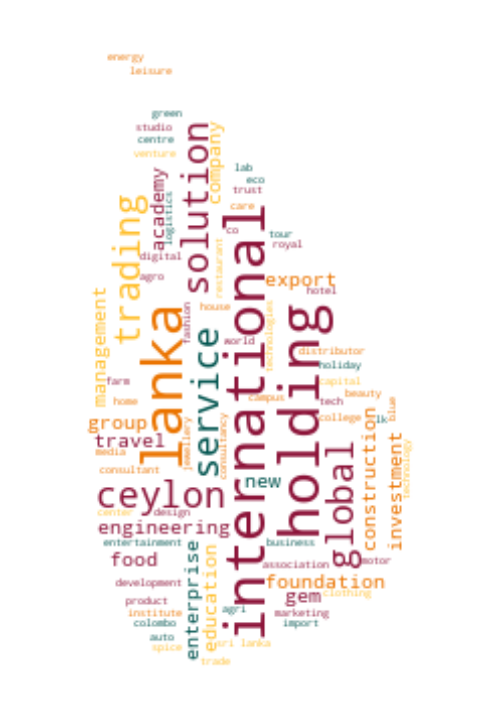 energy
leisure
green
studio
centre
venture
solution
company
lab
eco
trust
academy
logistics
trading
care
international
co
tour
royal
restaurant
digital
agro
export
hotel
management
lanka
fashion
house
holding
technologies
service
world
distributor
holiday
farm
capital
home
campus
tech
beauty
blue
group
jewellery
consultancy
college
lk
construction
travel
media
investment
technology
consultant
global
ceylon
new
center
design
engineering
entertainment
enterprise
education
business
food
association
motor
development
foundation
product
gem
clothing
institute
agri
marketing
colombo
import
auto
spice
sri lanka
trade